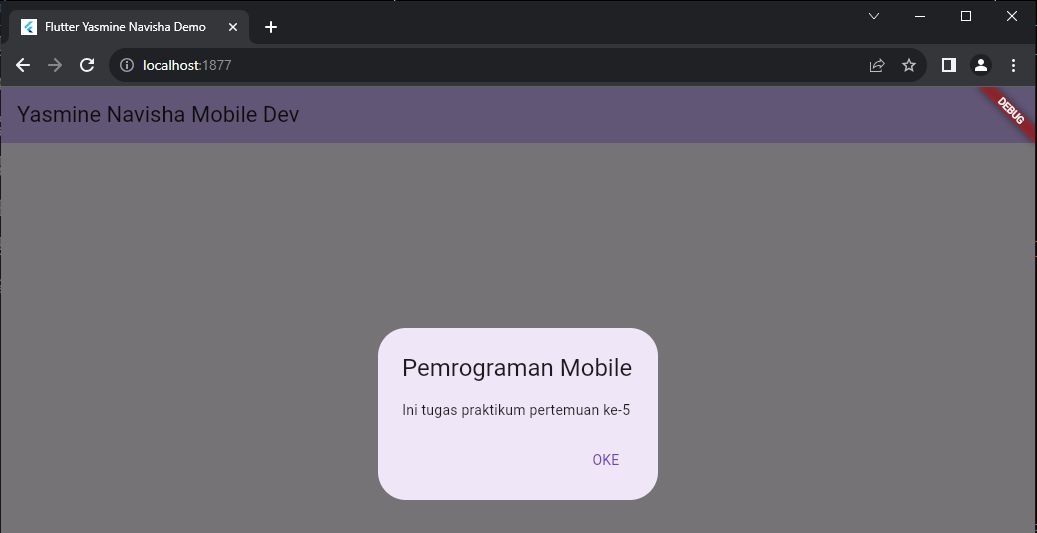 Flutter Yasmine Navisha Demo
localhost:1877
Yasmine Navisha Mobile Dev
DEBUG
Pemrograman Mobile
Ini tugas praktikum pertemuan ke-5
OKE